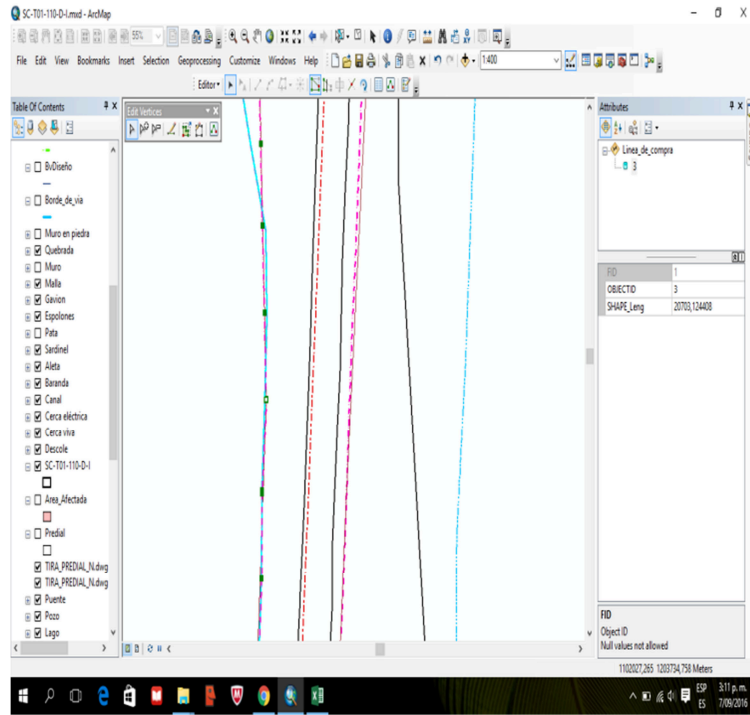 SC-T01-110-D-I.mxd - ArcMap
55%
File Edit View Bookmarks Insert Selection Geoprocessing Customize Windows Help
1:400
Editor
Table Of Contents
Edit Vertices
BvDiseño
Borde_de_via
Muro en piedra
Quebrada
Muro
Malla
Gavion
Espolones
Pata
Sardinel
Aleta
Baranda
Canal
Cerca eléctrica
Cerca viva
Descole
SC-T01-110-D-I
Area_Afectada
Predial
TIRA_PREDIAL_N.dwg
TIRA_PREDIAL_N.dwg
Puente
Pozo
Lago
Attributes
Linea_de_compra
3
FID 1
OBJECTID 3
SHAPE_Leng 20703,124408
FID
Object ID
Null values not allowed
1102027,265 1203734,758 Meters
ESP 3:11 p. m.
ES 7/09/2016